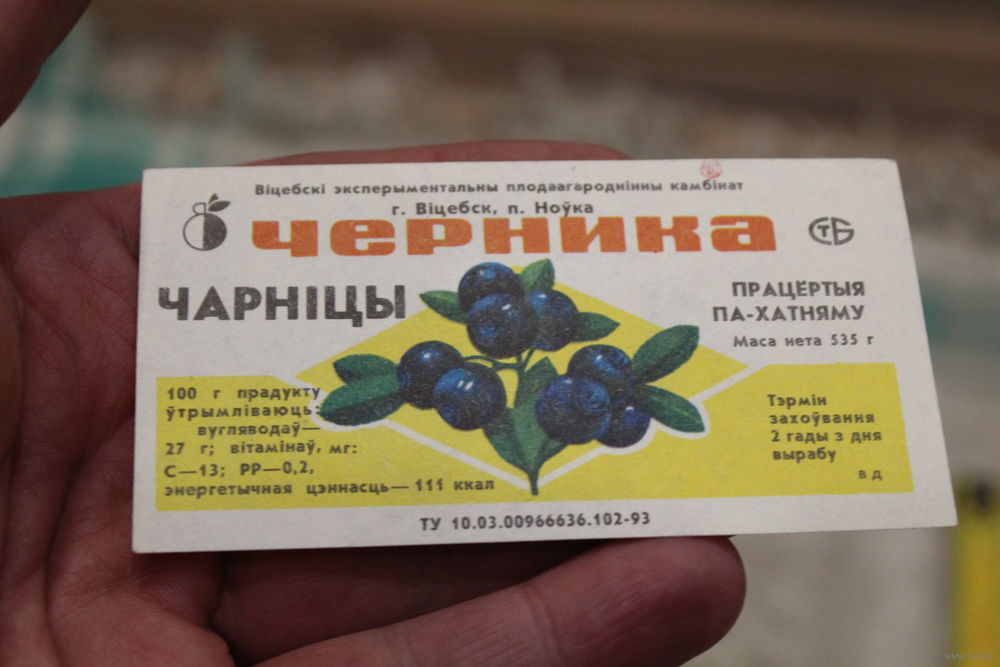 Віцебскі эксперыментальны плодаагароднінны камбінат
г. Віцебск, п. Ноўка
черника
СТБ
ЧАРНІЦЫ
ПРАЦЁРТЫЯ
ПА-ХАТНЯМУ
Маса нета 535 г
100 г прадукту
ўтрымліваюць:
вугляводаў—
27 г; вітамінаў, мг:
С—13; РР—0,2,
энергетычная цэннасць— 111 ккал
Тэрмін
захоўвання
2 гады з дня
вырабу
в д
ТУ 10.03.00966636.102-93